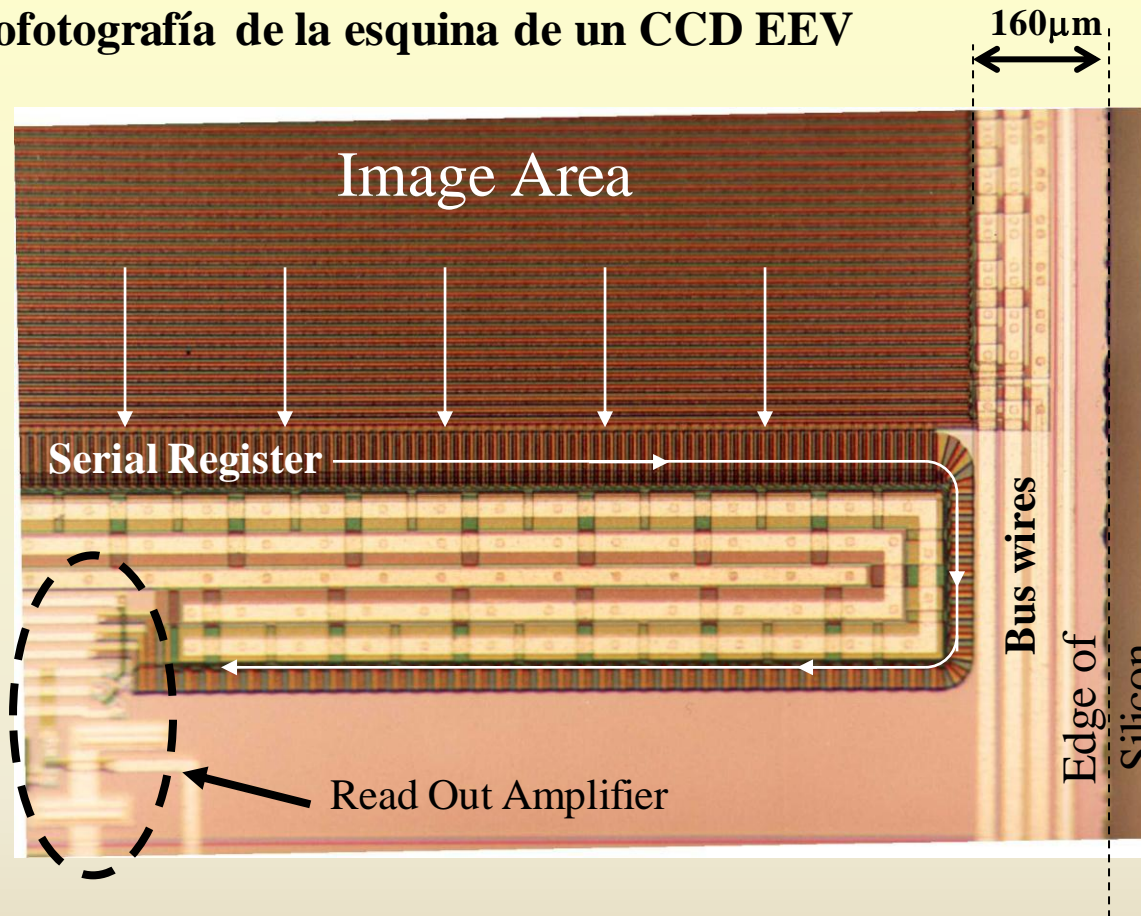 ofotografía de la esquina de un CCD EEV
160µm
Image Area
Serial Register
Bus wires
Edge of
Silicon
Read Out Amplifier